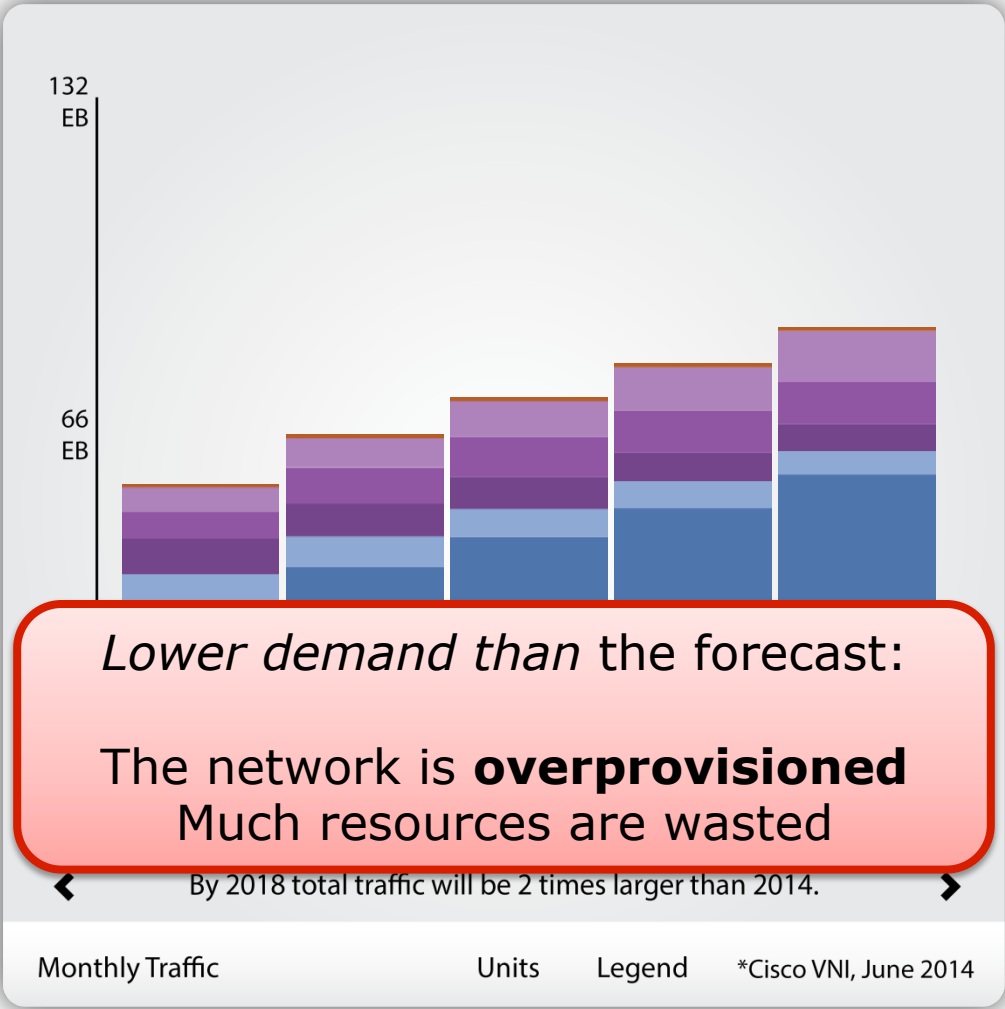 132
EB
66
EB
Lower demand than the forecast:
The network is overprovisioned
Much resources are wasted
By 2018 total traffic will be 2 times larger than 2014.
Monthly Traffic Units Legend *Cisco VNI, June 2014